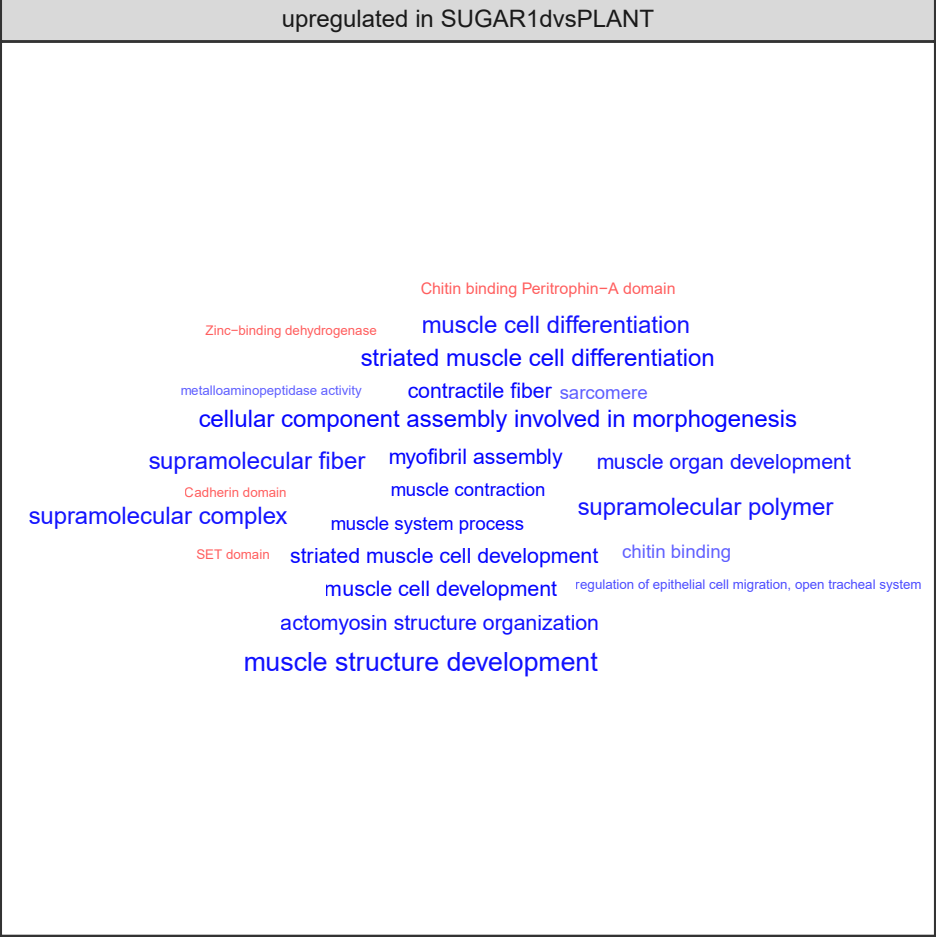 upregulated in SUGAR1dvsPLANT
Chitin binding Peritrophin−A domain
muscle cell differentiation
Zinc−binding dehydrogenase
striated muscle cell differentiation
metalloaminopeptidase activity
contractile fiber
sarcomere
cellular component assembly involved in morphogenesis
supramolecular fiber
myofibril assembly
muscle organ development
Cadherin domain
muscle contraction
supramolecular complex
supramolecular polymer
muscle system process
SET domain
striated muscle cell development
chitin binding
muscle cell development
regulation of epithelial cell migration, open tracheal system
actomyosin structure organization
muscle structure development